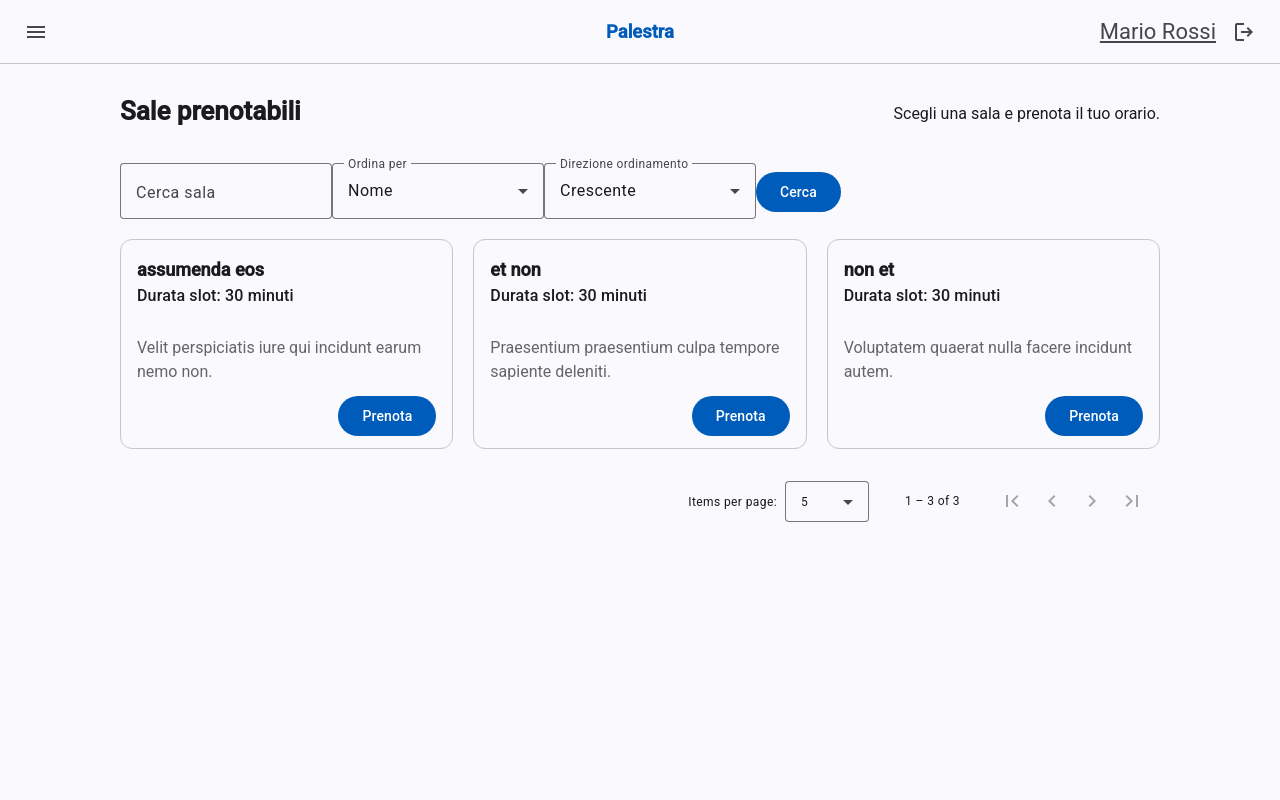 Palestra
Mario Rossi
Sale prenotabili
Scegli una sala e prenota il tuo orario.
Cerca sala
Ordina per
Nome
Direzione ordinamento
Crescente
Cerca
assumenda eos
Durata slot: 30 minuti
Velit perspiciatis iure qui incidunt earum
nemo non.
Prenota
et non
Durata slot: 30 minuti
Praesentium praesentium culpa tempore
sapiente deleniti.
Prenota
non et
Durata slot: 30 minuti
Voluptatem quaerat nulla facere incidunt
autem.
Prenota
Items per page:
5
1 – 3 of 3